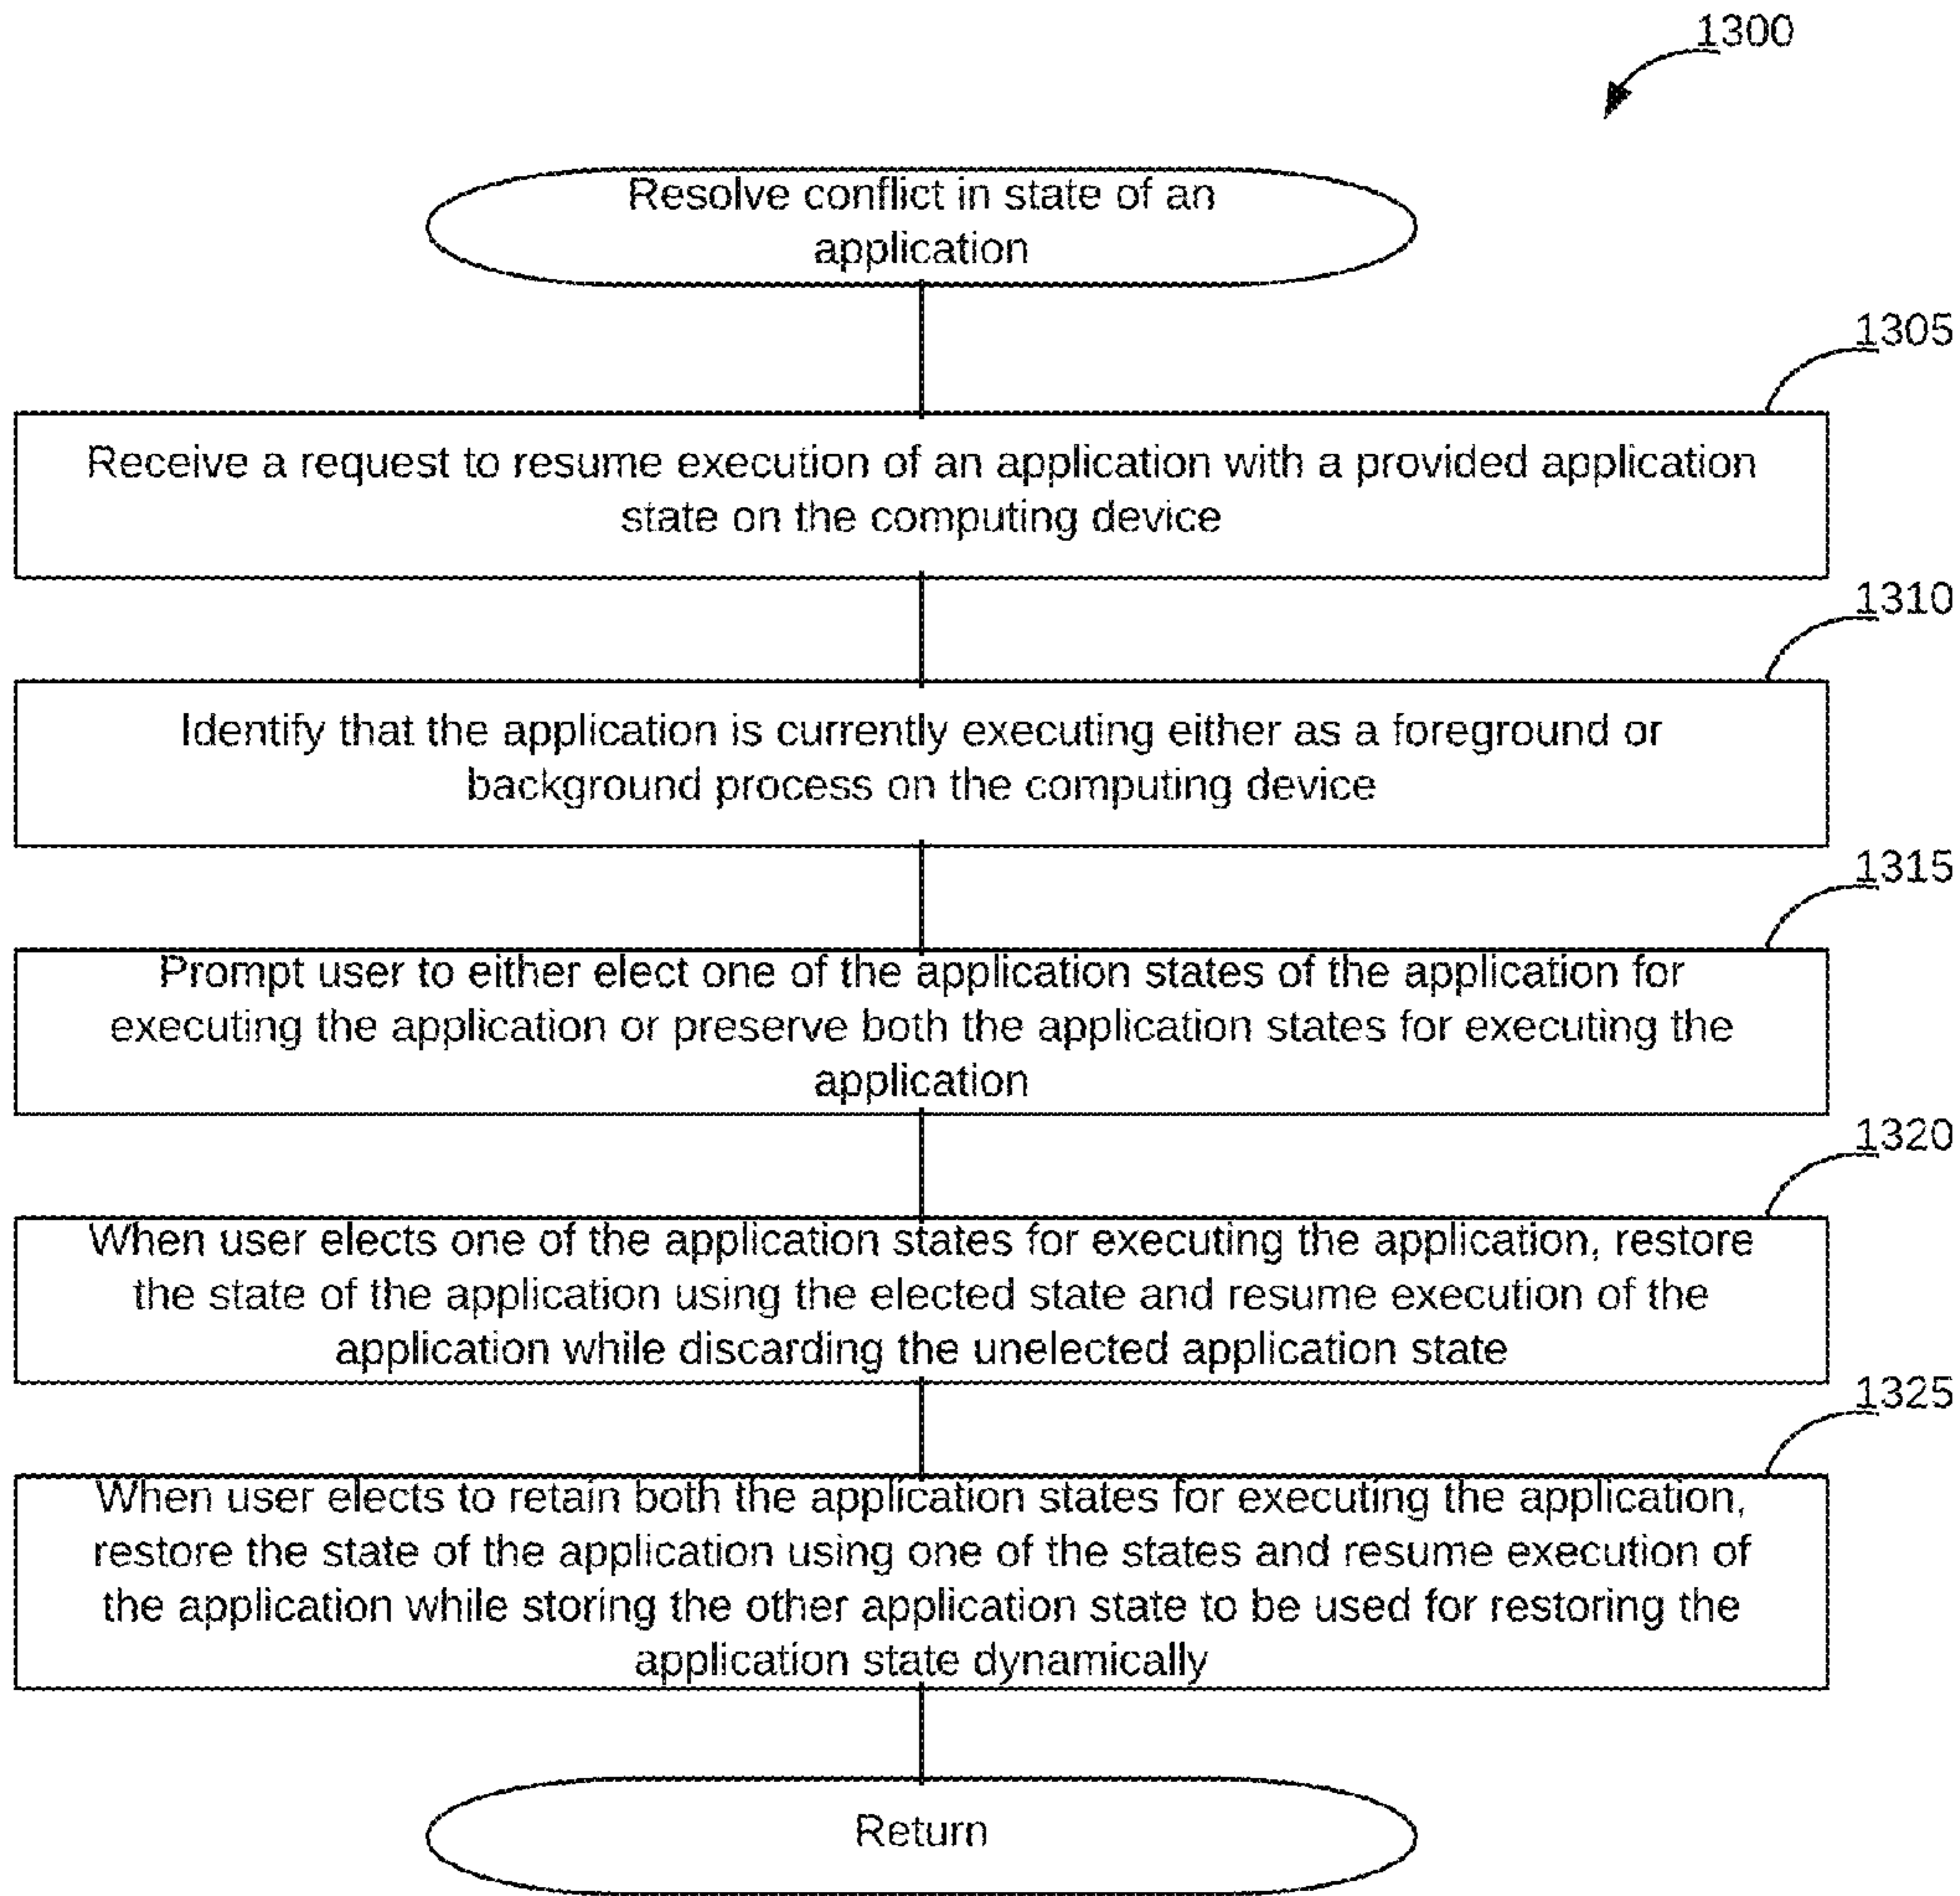 1300
Resolve conflict in state of an
application
1305
Receive a request to resume execution of an application with a provided application
state on the computing device
1310
Identify that the application is currently executing either as a foreground or
background process on the computing device
1315
Prompt user to either elect one of the application states of the application for
executing the application or preserve both the application states for executing the
application
1320
When user elects one of the application states for executing the application, restore
the state of the application using the elected state and resume execution of the
application while discarding the unelected application state
1325
When user elects to retain both the application states for executing the application,
restore the state of the application using one of the states and resume execution of
the application while storing the other application state to be used for restoring the
application state dynamically
Return